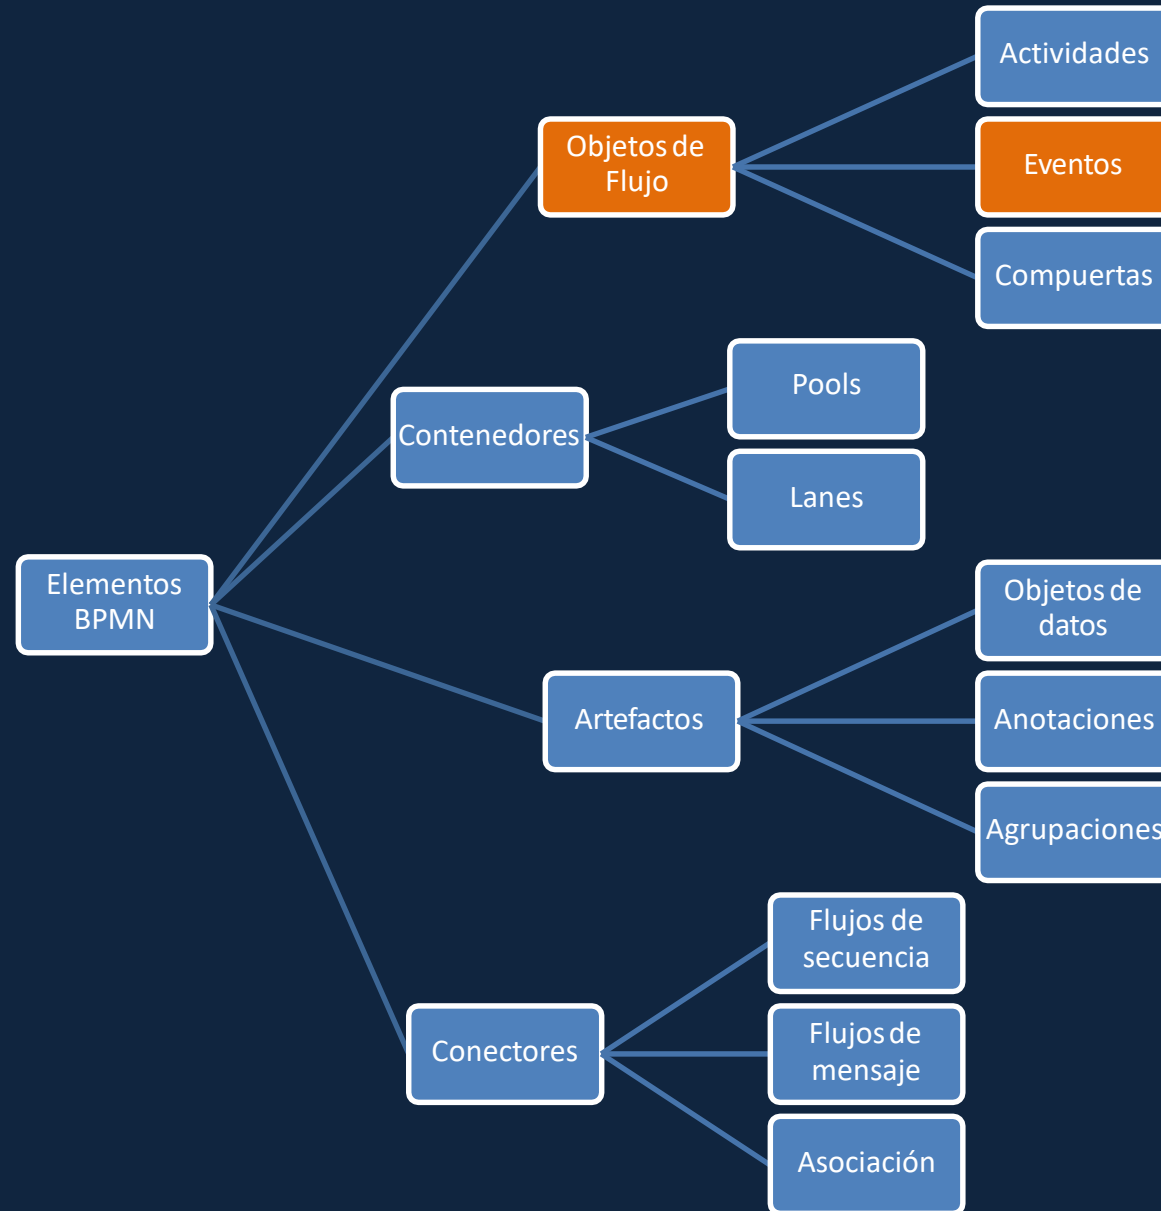 Elementos
BPMN
Objetos de
Flujo
Actividades
Eventos
Compuertas
Contenedores
Pools
Lanes
Artefactos
Objetos de
datos
Anotaciones
Agrupaciones
Conectores
Flujos de
secuencia
Flujos de
mensaje
Asociación